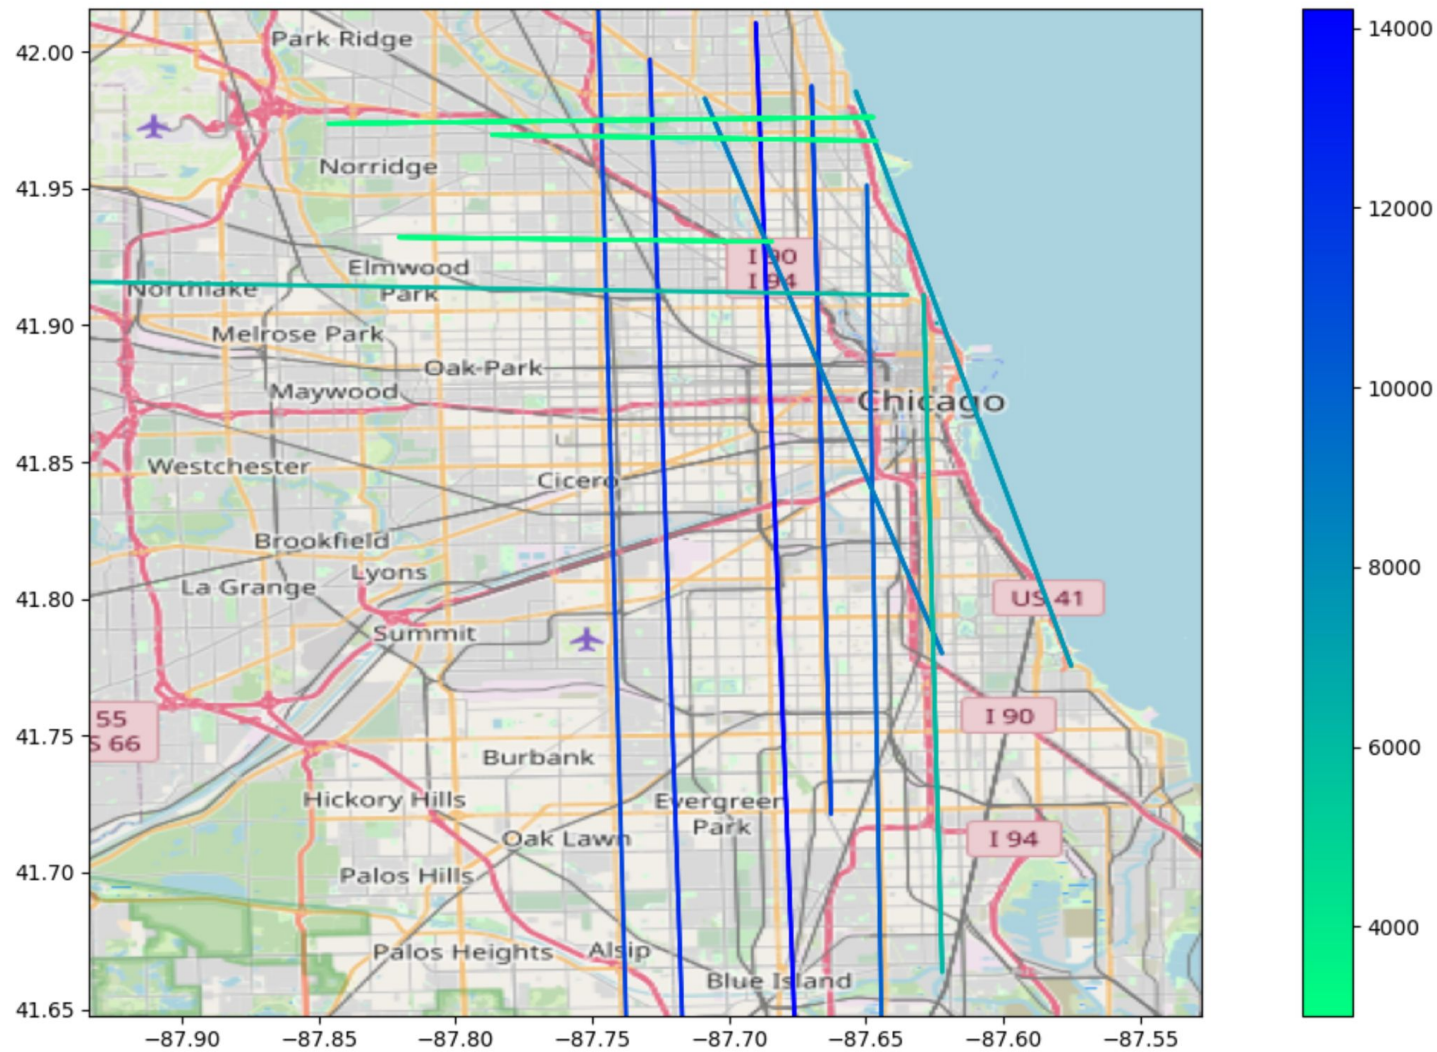 42.00
41.95
41.90
41.85
41.80
41.75
41.70
41.65
Park Ridge
Norridge
Elmwood
Park
I 90
I 94
Northlake
Melrose Park
Oak Park
Maywood
Chicago
Westchester
Cicero
Brookfield
Lyons
La Grange
US 41
Summit
55
S 66
I 90
Burbank
Hickory Hills
Evergreen
Park
Oak Lawn
I 94
Palos Hills
Palos Heights
Alsip
Blue Island
−87.90
−87.85
−87.80
−87.75
−87.70
−87.65
−87.60
−87.55
14000
12000
10000
8000
6000
4000